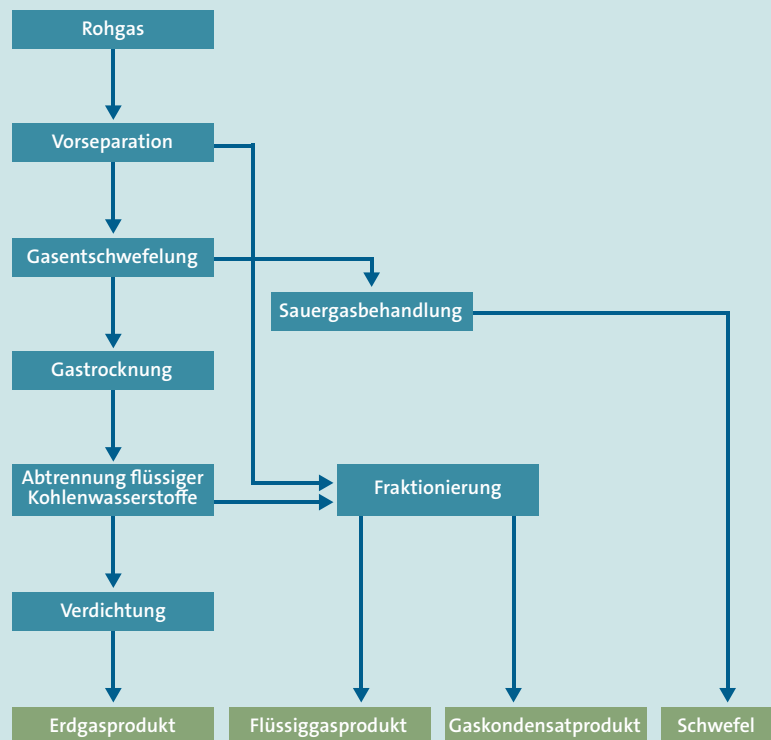 Rohgas
Vorseparation
Gasentschwefelung
Sauergasbehandlung
Gastrocknung
Abtrennung flüssiger
Kohlenwasserstoffe
Fraktionierung
Verdichtung
Erdgasprodukt
Flüssiggasprodukt
Gaskondensatprodukt
Schwefel